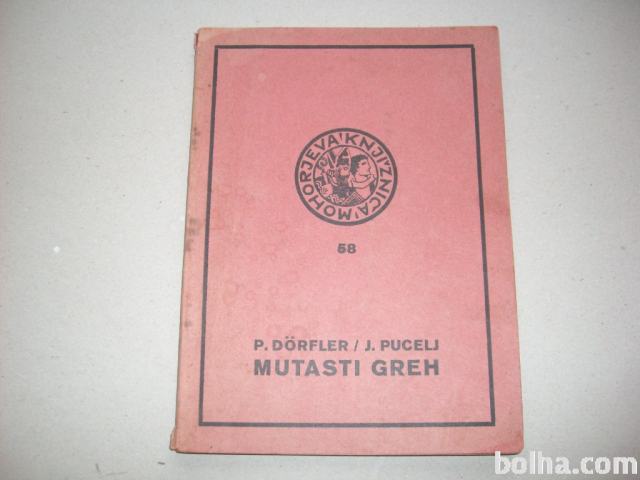 MOHORJEVA KNJIŽNICA
58
P. DÖRFLER / J. PUCELJ
MUTASTI GREH
bolha.com